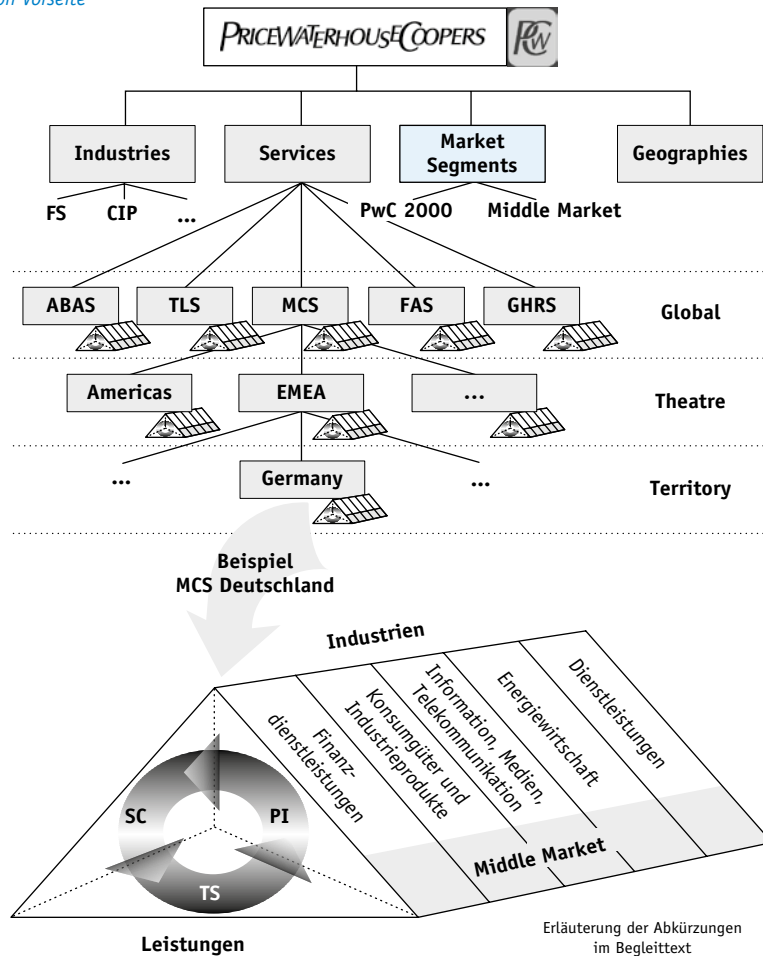 on Vorseite
PRICEWATERHOUSECOOPERS PwC
Industries Services Market Segments Geographies
FS CIP ... PwC 2000 Middle Market
ABAS TLS MCS FAS GHRS Global
Americas EMEA ... Theatre
... Germany ... Territory
Beispiel
MCS Deutschland
Industrien
Finanz-
dienstleistungen
Konsumgüter und
Industrieprodukte
Information, Medien,
Telekommunikation
Energiewirtschaft
Dienstleistungen
SC PI
TS
Middle Market
Leistungen
Erläuterung der Abkürzungen
im Begleittext